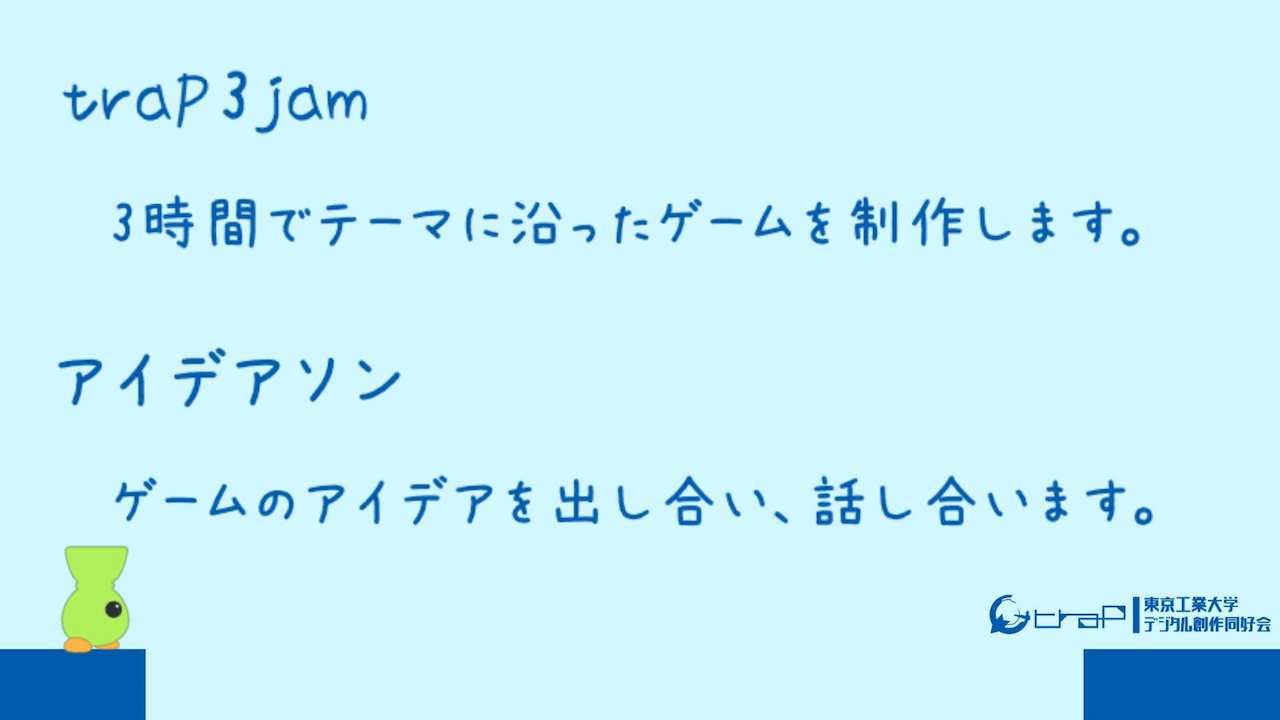 traP3jam
3時間でテーマに沿ったゲームを制作します。
アイデアソン
ゲームのアイデアを出し合い、話し合います。
traP
東京工業大学
デジタル創作同好会